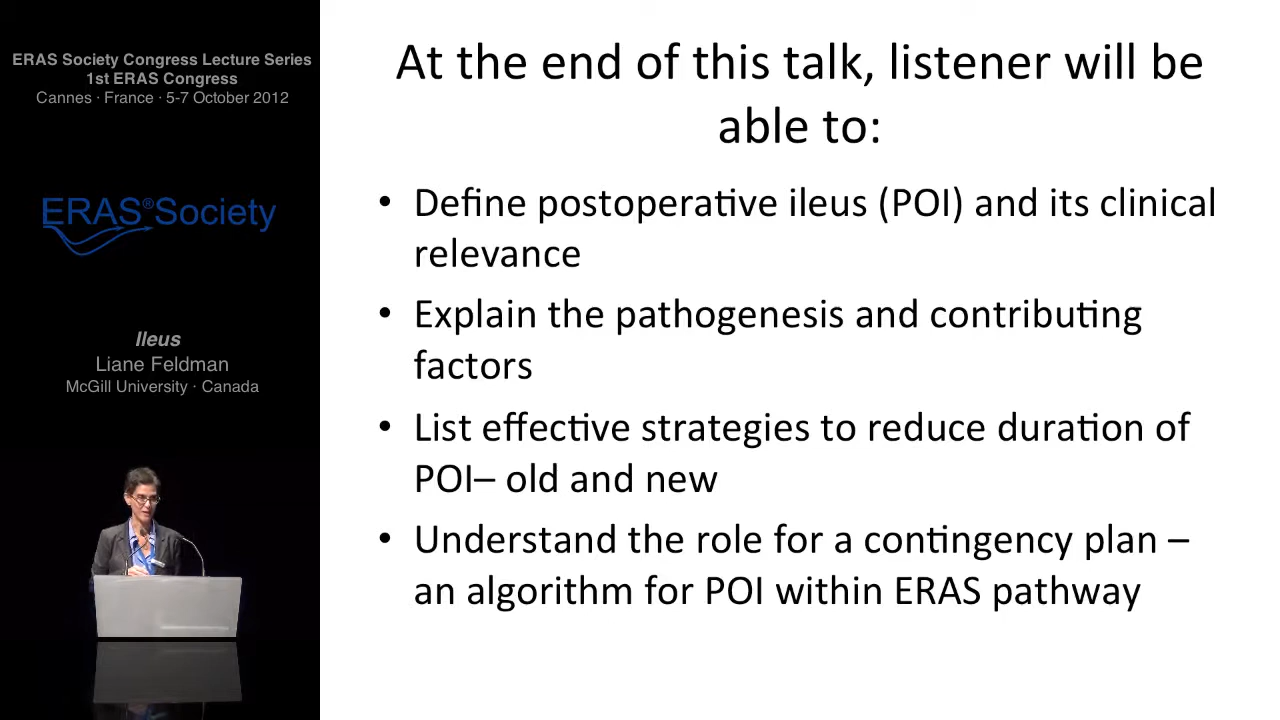 ERAS Society Congress Lecture Series
1st ERAS Congress
Cannes · France · 5-7 October 2012
ERAS®Society
Ileus
Liane Feldman
McGill University · Canada
At the end of this talk, listener will be
able to:
• Define postoperative ileus (POI) and its clinical
relevance
• Explain the pathogenesis and contributing
factors
• List effective strategies to reduce duration of
POI– old and new
• Understand the role for a contingency plan –
an algorithm for POI within ERAS pathway